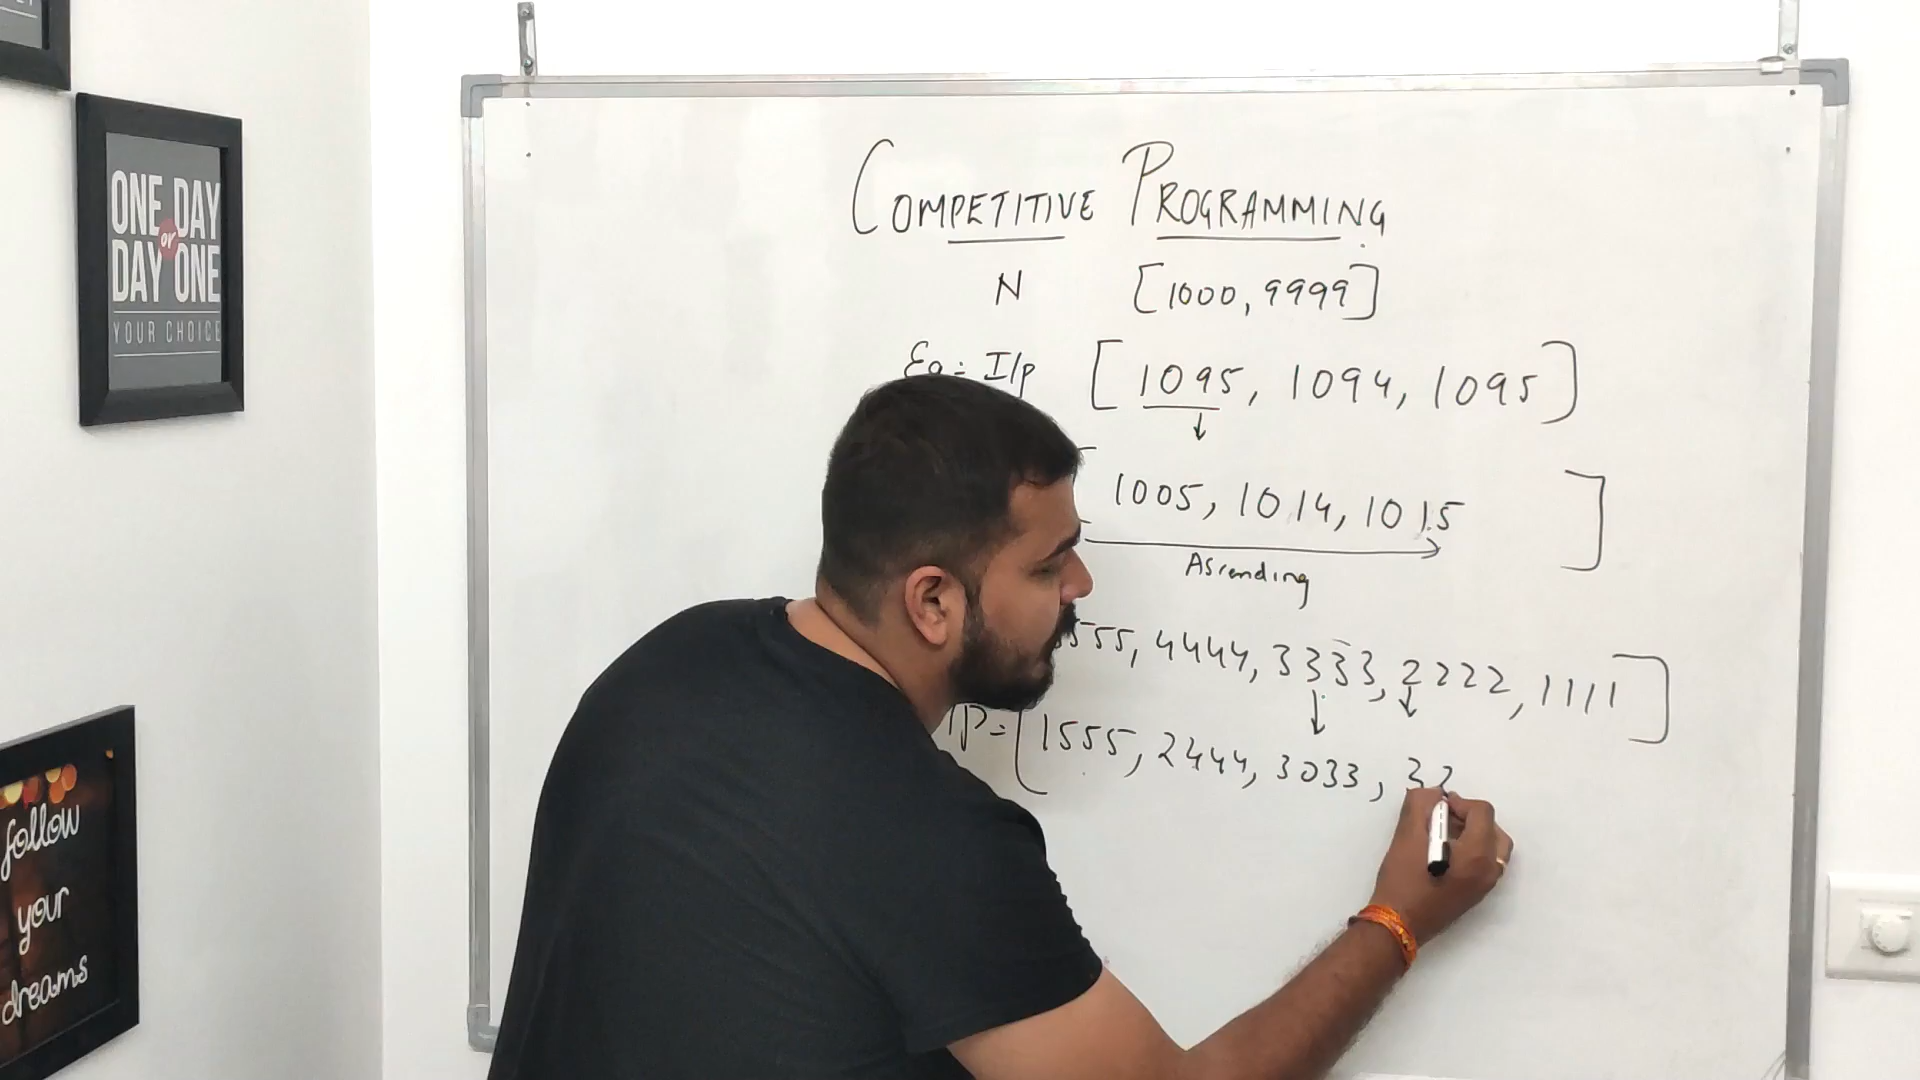 ONE DAY
or
DAY ONE
YOUR CHOICE
follow
your
dreams
COMPETITIVE PROGRAMMING
N [1000, 9999]
Eg:- I/p [1095, 1094, 1095]
1005, 1014, 1015 ]
Ascending
555, 4444, 3333, 2222, 1111 ]
/p = [1555, 2444, 3033, 32